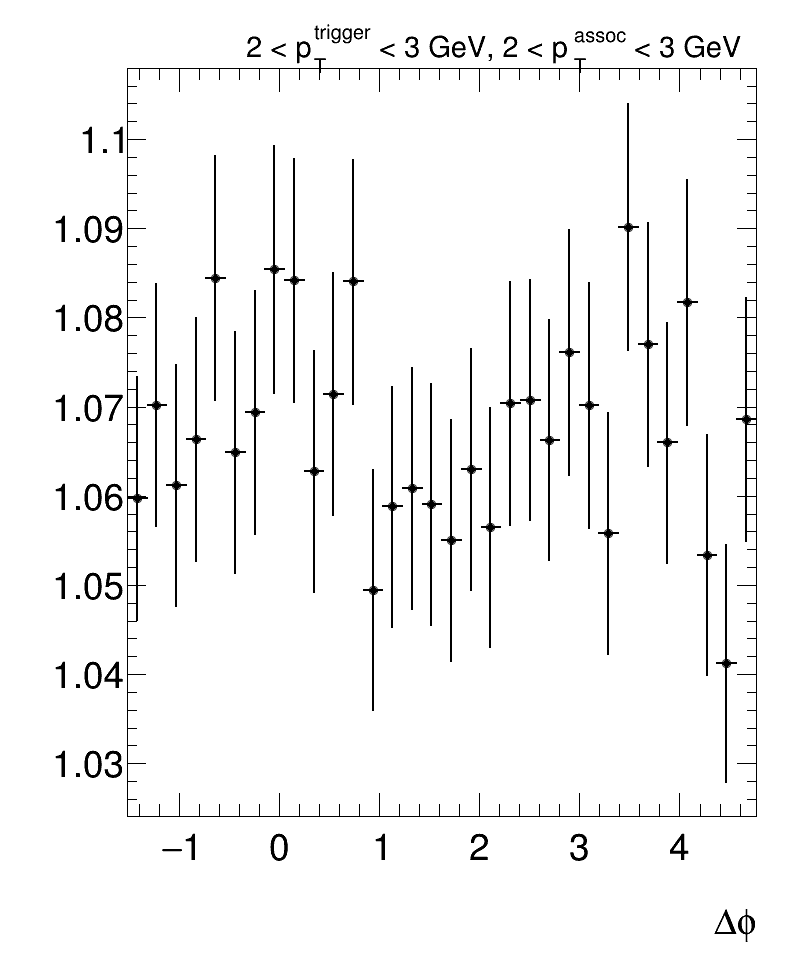 2 < p_T^trigger < 3 GeV, 2 < p_T^assoc < 3 GeV
1.1
1.09
1.08
1.07
1.06
1.05
1.04
1.03
−1 0 1 2 3 4
Δϕ